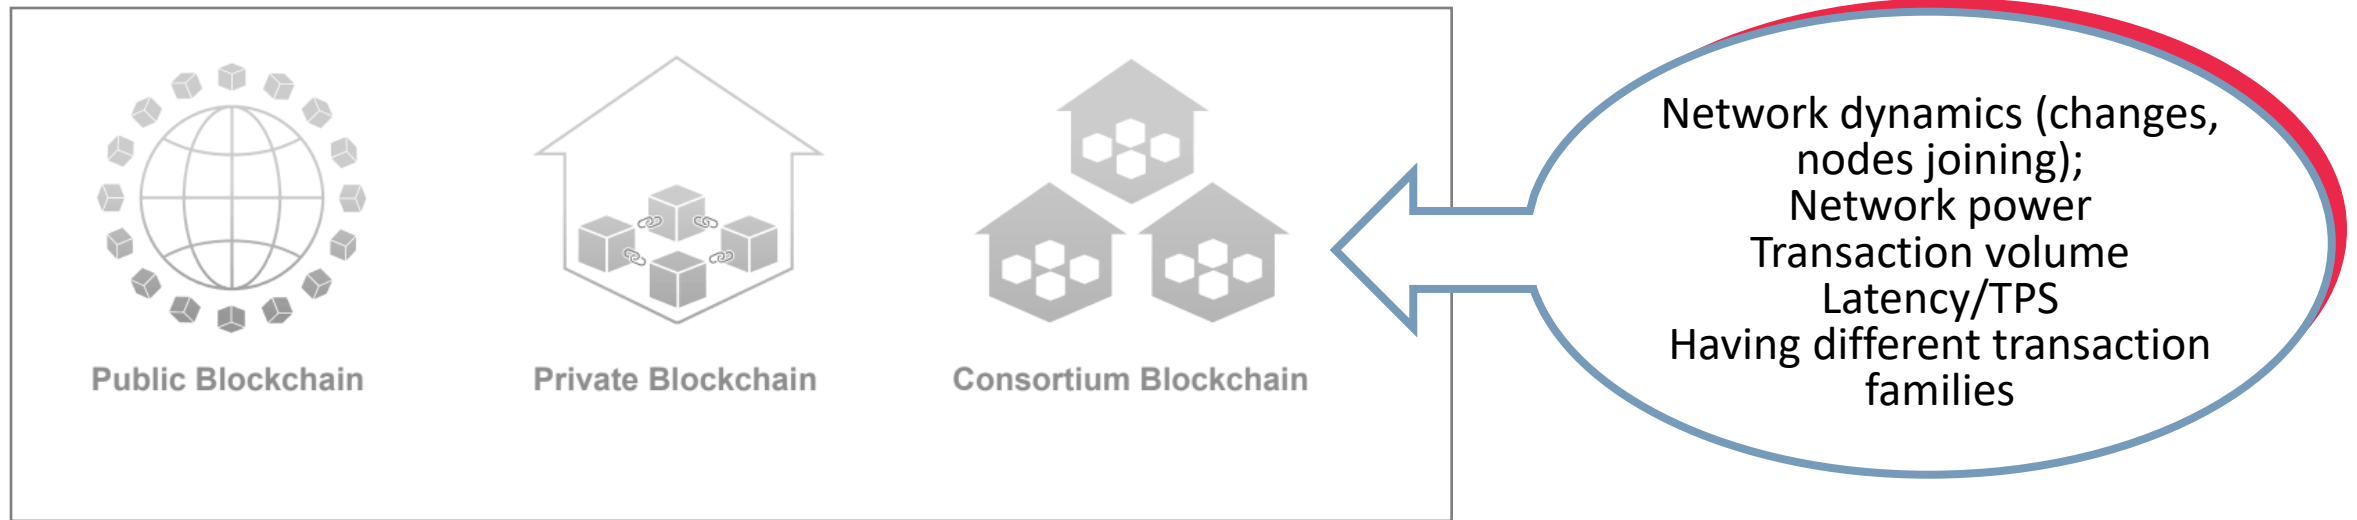 Public Blockchain
Private Blockchain
Consortium Blockchain
Network dynamics (changes,
nodes joining);
Network power
Transaction volume
Latency/TPS
Having different transaction
families